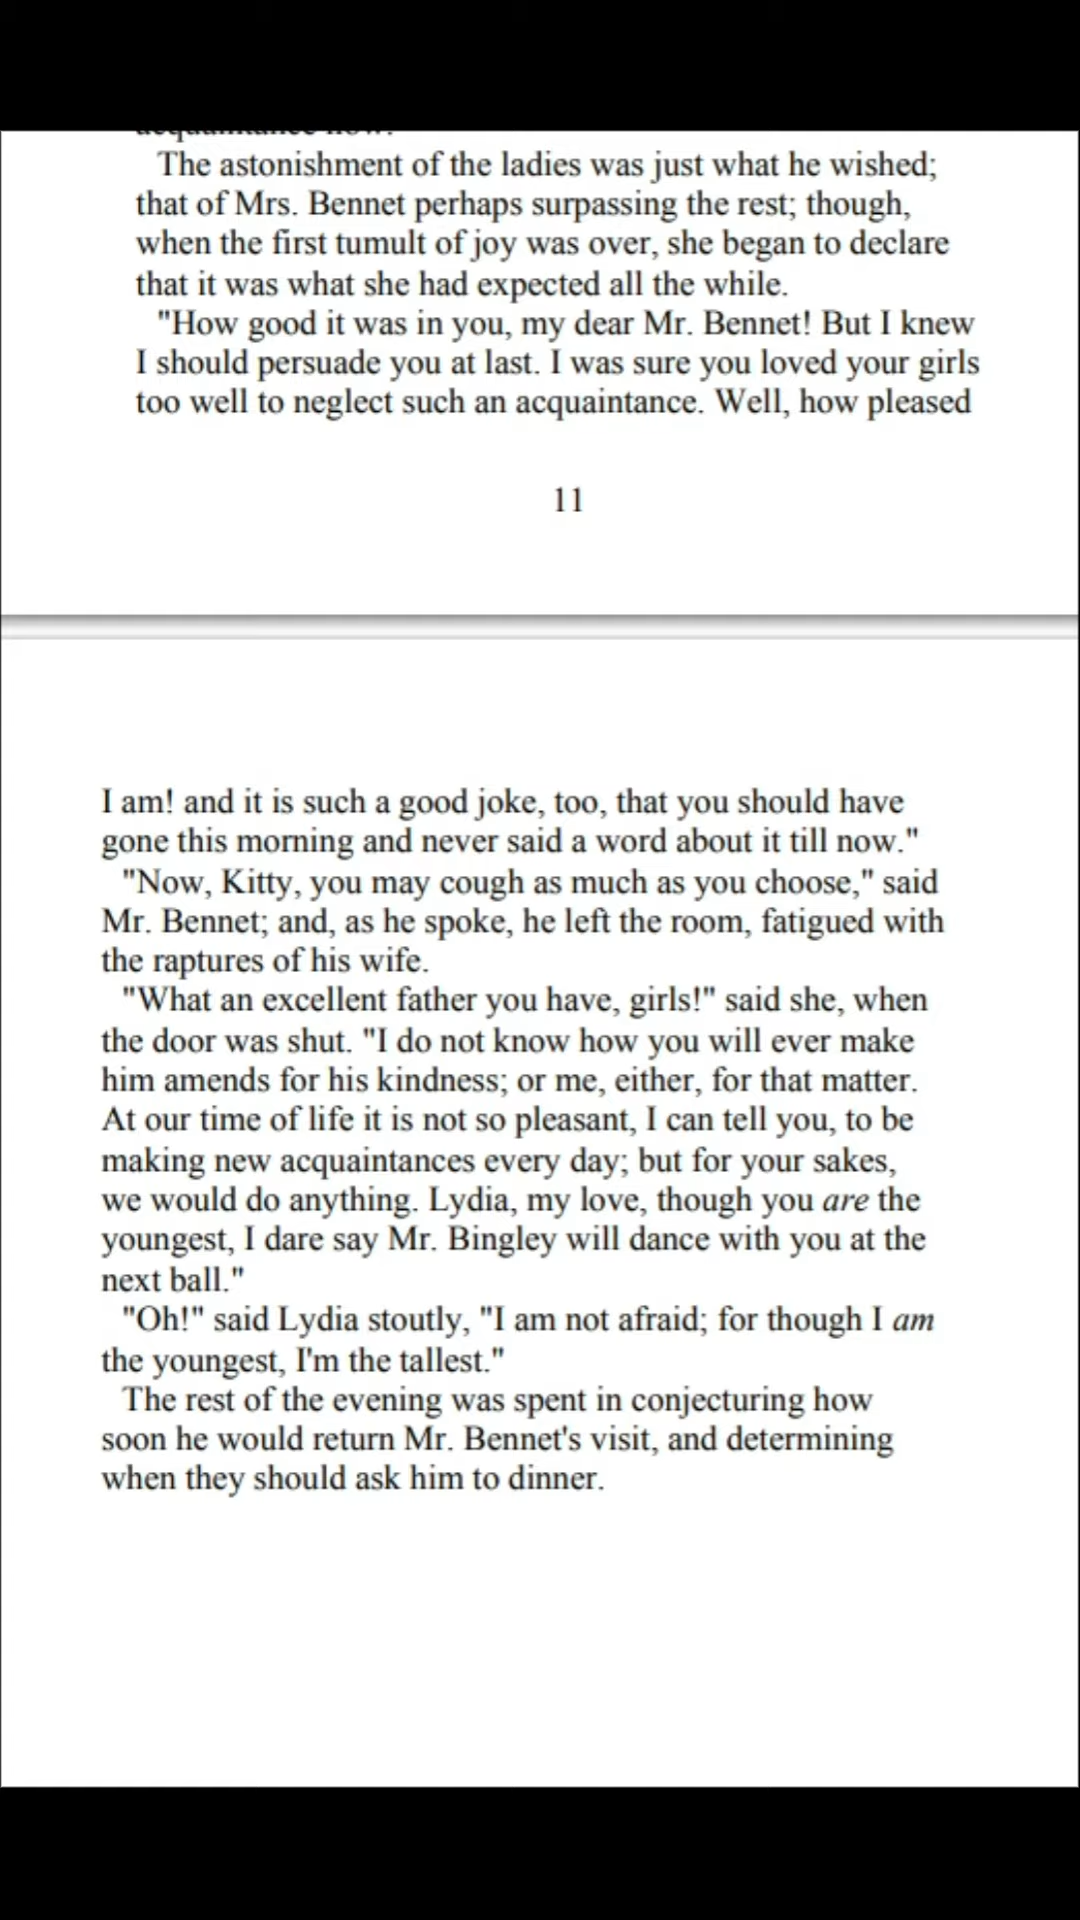 The astonishment of the ladies was just what he wished;
that of Mrs. Bennet perhaps surpassing the rest; though,
when the first tumult of joy was over, she began to declare
that it was what she had expected all the while.
"How good it was in you, my dear Mr. Bennet! But I knew
I should persuade you at last. I was sure you loved your girls
too well to neglect such an acquaintance. Well, how pleased
11
I am! and it is such a good joke, too, that you should have
gone this morning and never said a word about it till now."
"Now, Kitty, you may cough as much as you choose," said
Mr. Bennet; and, as he spoke, he left the room, fatigued with
the raptures of his wife.
"What an excellent father you have, girls!" said she, when
the door was shut. "I do not know how you will ever make
him amends for his kindness; or me, either, for that matter.
At our time of life it is not so pleasant, I can tell you, to be
making new acquaintances every day; but for your sakes,
we would do anything. Lydia, my love, though you are the
youngest, I dare say Mr. Bingley will dance with you at the
next ball."
"Oh!" said Lydia stoutly, "I am not afraid; for though I am
the youngest, I'm the tallest."
The rest of the evening was spent in conjecturing how
soon he would return Mr. Bennet's visit, and determining
when they should ask him to dinner.